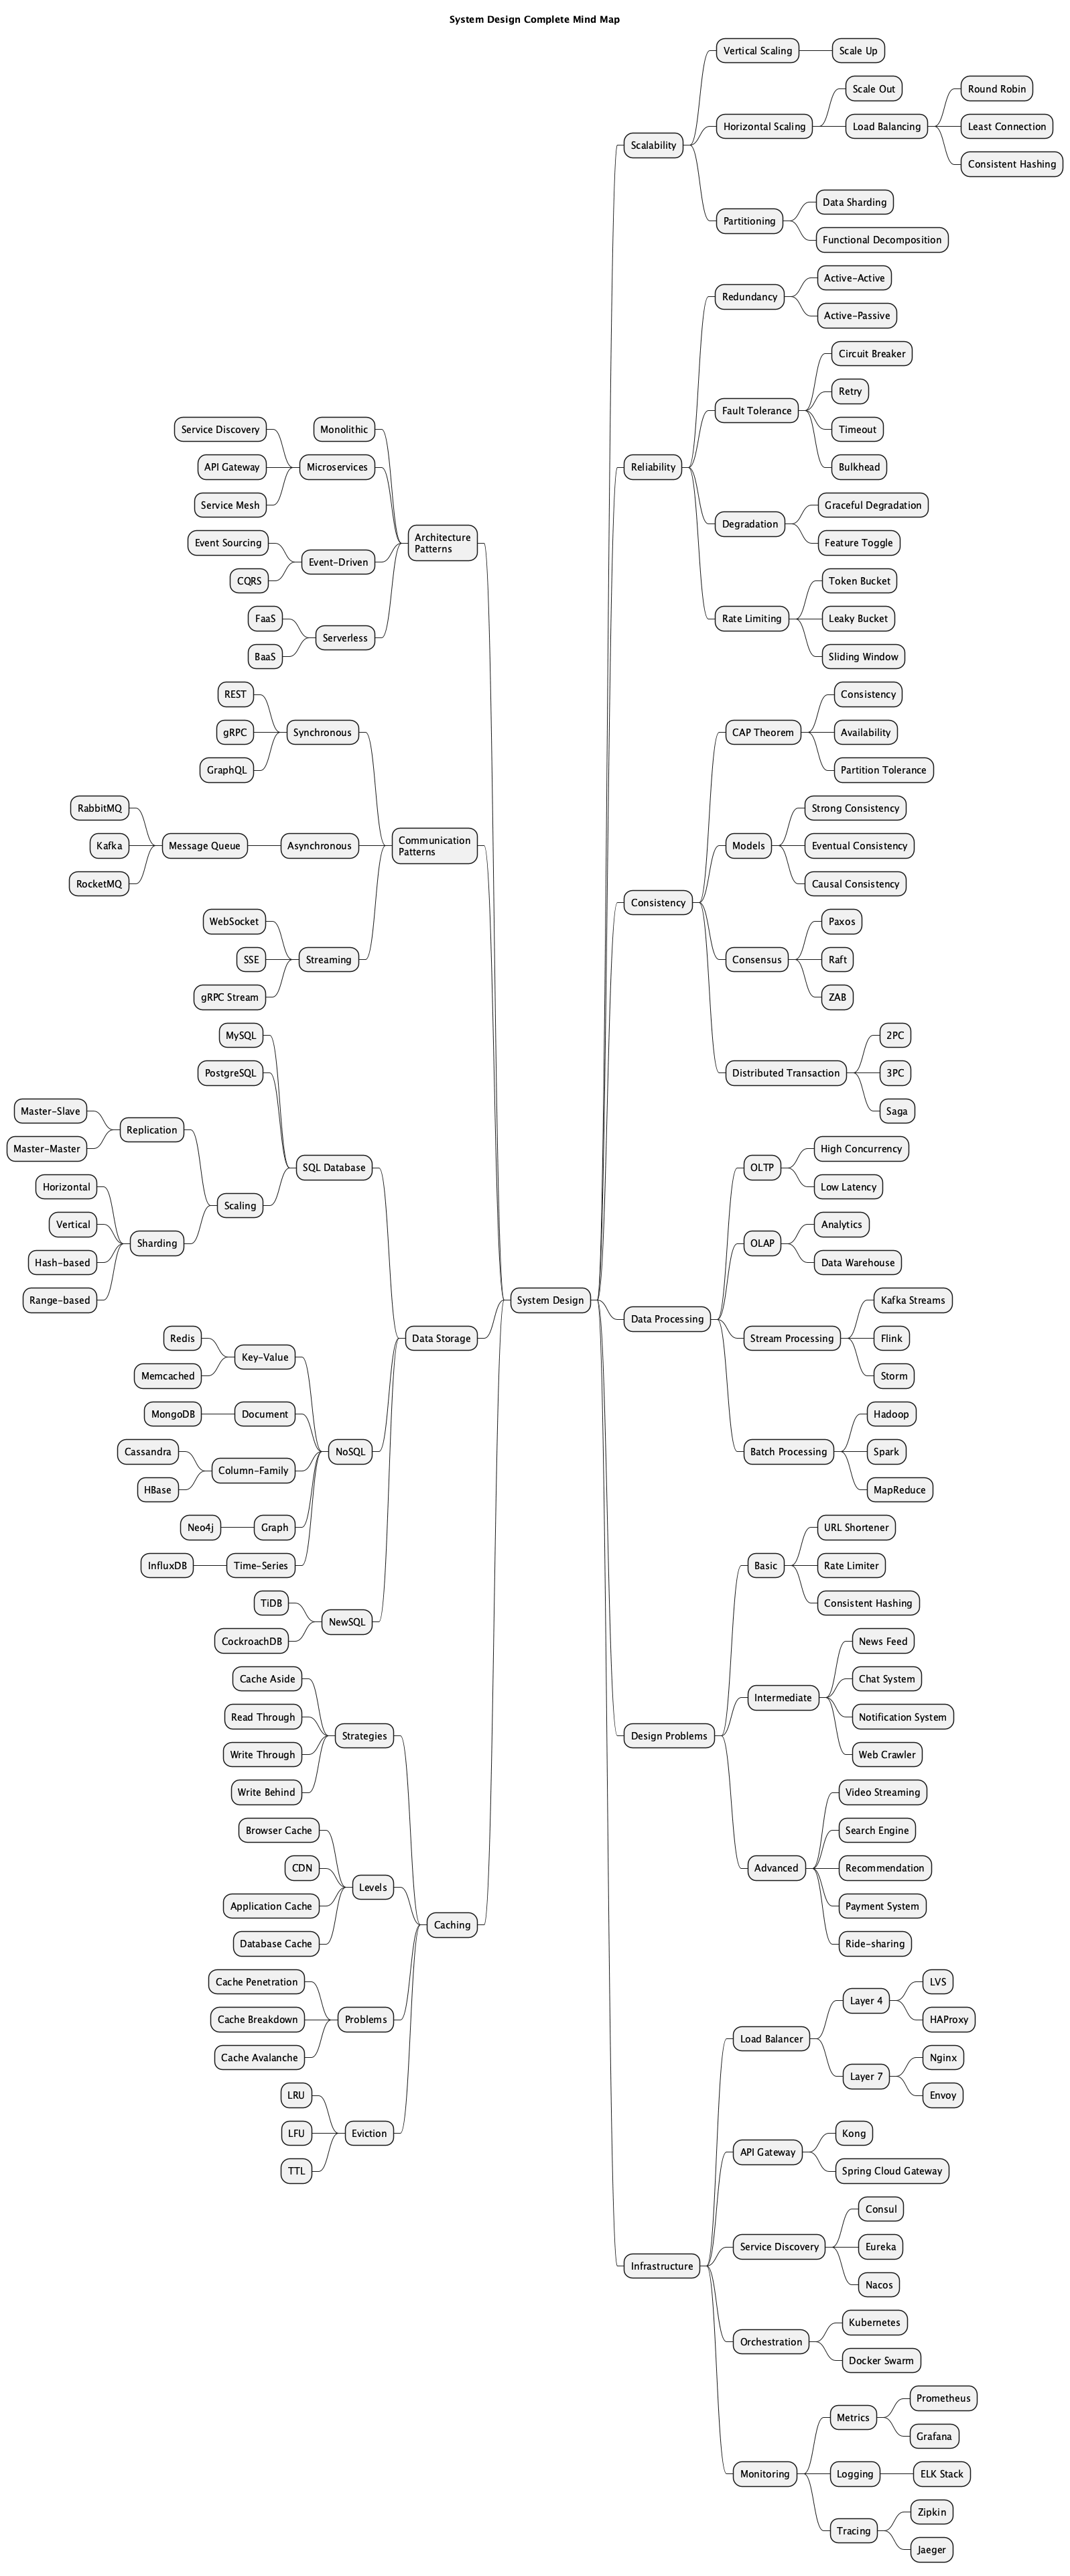 System Design Complete Mind Map
System Design
Scalability
Vertical Scaling
Scale Up
Horizontal Scaling
Scale Out
Load Balancing
Round Robin
Least Connection
Consistent Hashing
Partitioning
Data Sharding
Functional Decomposition
Reliability
Redundancy
Active-Active
Active-Passive
Fault Tolerance
Circuit Breaker
Retry
Timeout
Bulkhead
Degradation
Graceful Degradation
Feature Toggle
Rate Limiting
Token Bucket
Leaky Bucket
Sliding Window
Consistency
CAP Theorem
Consistency
Availability
Partition Tolerance
Models
Strong Consistency
Eventual Consistency
Causal Consistency
Consensus
Paxos
Raft
ZAB
Distributed Transaction
2PC
3PC
Saga
Data Processing
OLTP
High Concurrency
Low Latency
OLAP
Analytics
Data Warehouse
Stream Processing
Kafka Streams
Flink
Storm
Batch Processing
Hadoop
Spark
MapReduce
Design Problems
Basic
URL Shortener
Rate Limiter
Consistent Hashing
Intermediate
News Feed
Chat System
Notification System
Web Crawler
Advanced
Video Streaming
Search Engine
Recommendation
Payment System
Ride-sharing
Infrastructure
Load Balancer
Layer 4
LVS
HAProxy
Layer 7
Nginx
Envoy
API Gateway
Kong
Spring Cloud Gateway
Service Discovery
Consul
Eureka
Nacos
Orchestration
Kubernetes
Docker Swarm
Monitoring
Metrics
Prometheus
Grafana
Logging
ELK Stack
Tracing
Zipkin
Jaeger
Architecture
Patterns
Monolithic
Microservices
Service Discovery
API Gateway
Service Mesh
Event-Driven
Event Sourcing
CQRS
Serverless
FaaS
BaaS
Communication
Patterns
Synchronous
REST
gRPC
GraphQL
Asynchronous
Message Queue
RabbitMQ
Kafka
RocketMQ
Streaming
WebSocket
SSE
gRPC Stream
Data Storage
SQL Database
MySQL
PostgreSQL
Scaling
Replication
Master-Slave
Master-Master
Sharding
Horizontal
Vertical
Hash-based
Range-based
NoSQL
Key-Value
Redis
Memcached
Document
MongoDB
Column-Family
Cassandra
HBase
Graph
Neo4j
Time-Series
InfluxDB
NewSQL
TiDB
CockroachDB
Caching
Strategies
Cache Aside
Read Through
Write Through
Write Behind
Levels
Browser Cache
CDN
Application Cache
Database Cache
Problems
Cache Penetration
Cache Breakdown
Cache Avalanche
Eviction
LRU
LFU
TTL